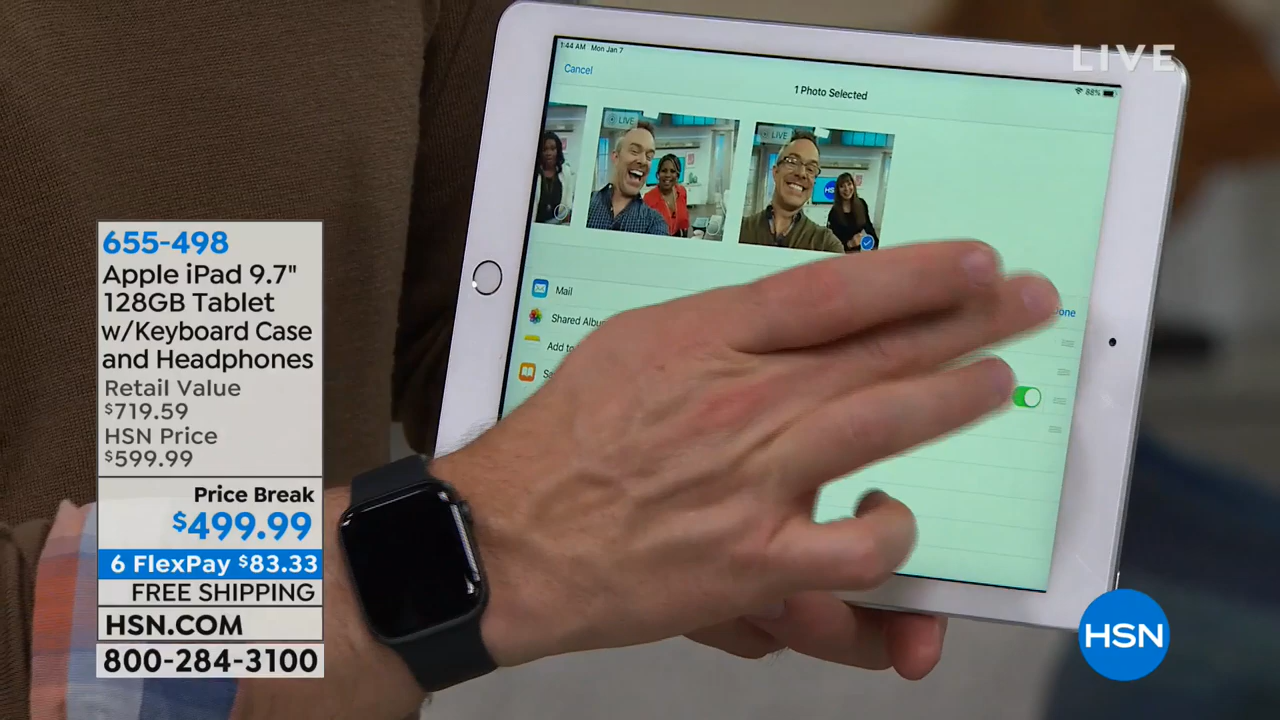 LIVE
1:44 AM Mon Jan 7
88%
Cancel
1 Photo Selected
LIVE
LIVE
HS
Mail
Shared Albu
Add to
Done
655-498
Apple iPad 9.7"
128GB Tablet
w/Keyboard Case
and Headphones
Retail Value
$719.59
HSN Price
$599.99
Price Break
$499.99
6 FlexPay $83.33
FREE SHIPPING
HSN.COM
800-284-3100
HSN